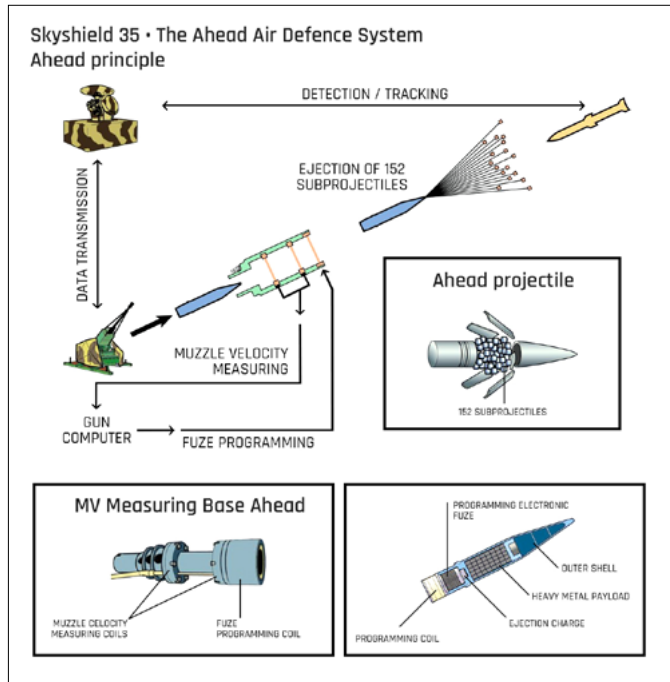 Skyshield 35 • The Ahead Air Defence System
Ahead principle
DETECTION / TRACKING
EJECTION OF 152
SUBPROJECTILES
DATA TRANSMISSION
MUZZLE VELOCITY
MEASURING
GUN
COMPUTER
FUZE PROGRAMMING
Ahead projectile
152 SUBPROJECTILES
MV Measuring Base Ahead
MUZZLE CELOCITY
MEASURING COILS
FUZE
PROGRAMMING COIL
PROGRAMMING ELECTRONIC
FUZE
OUTER SHELL
HEAVY METAL PAYLOAD
EJECTION CHARGE
PROGRAMMING COIL